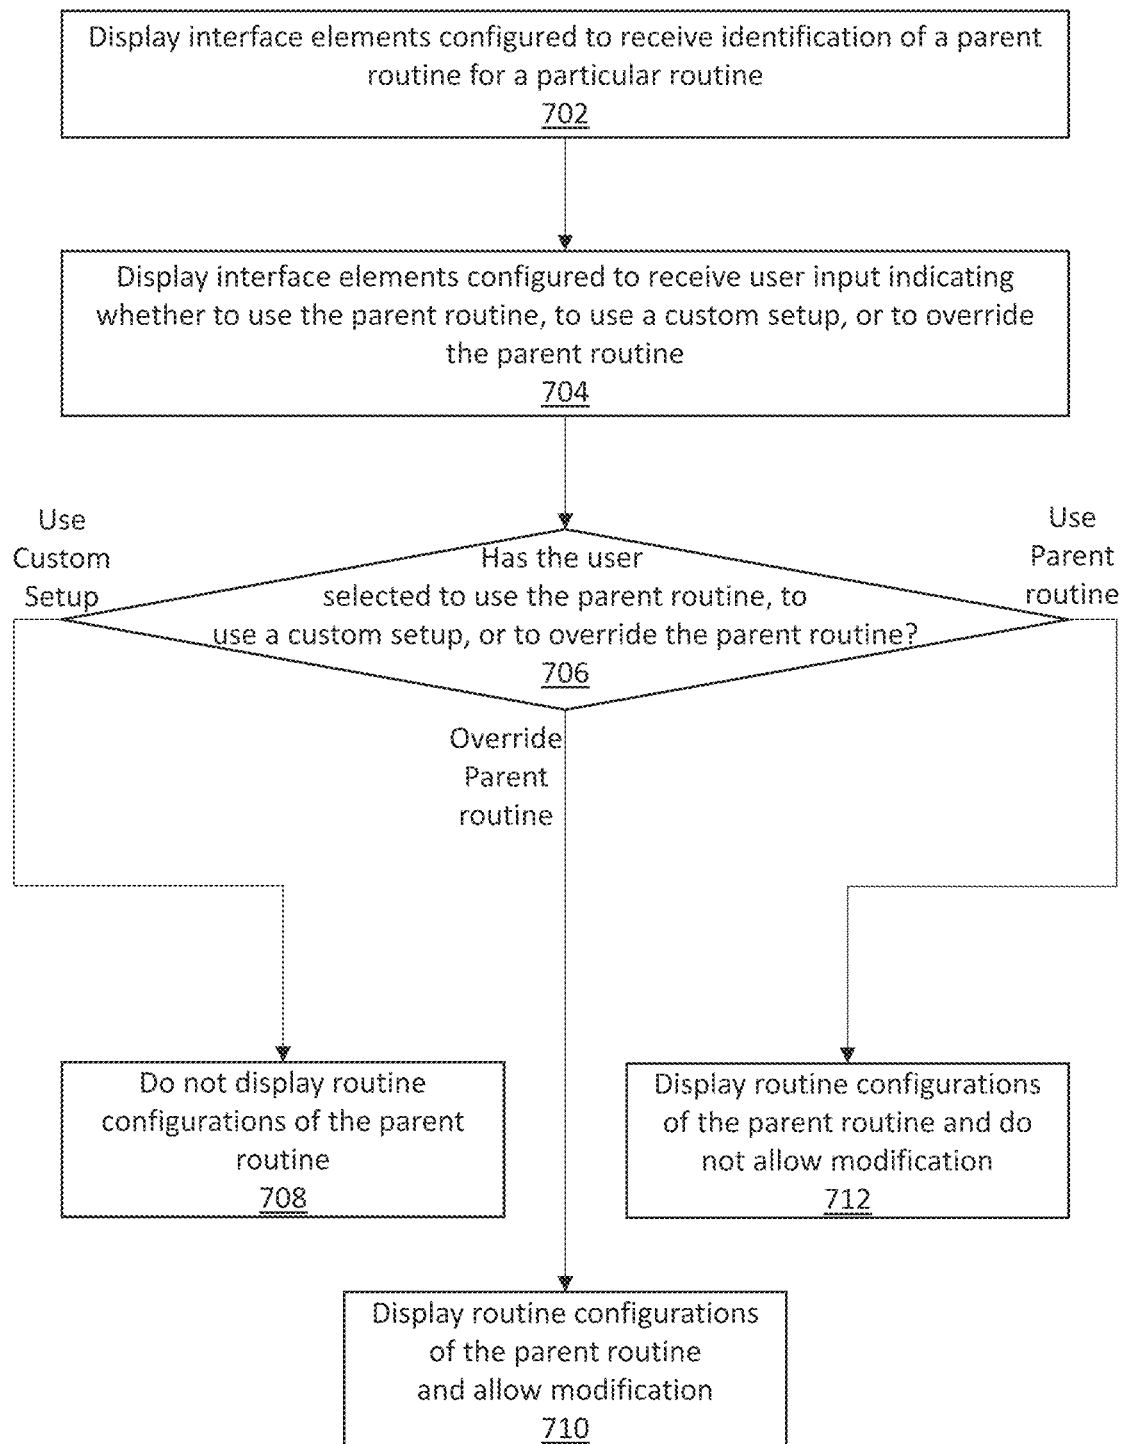 Display interface elements configured to receive identification of a parent
routine for a particular routine
702
Display interface elements configured to receive user input indicating
whether to use the parent routine, to use a custom setup, or to override
the parent routine
704
Use
Custom
Setup
Use
Parent
routine
Has the user
selected to use the parent routine, to
use a custom setup, or to override the parent routine?
706
Override
Parent
routine
Do not display routine
configurations of the parent
routine
708
Display routine configurations
of the parent routine and do
not allow modification
712
Display routine configurations
of the parent routine
and allow modification
710